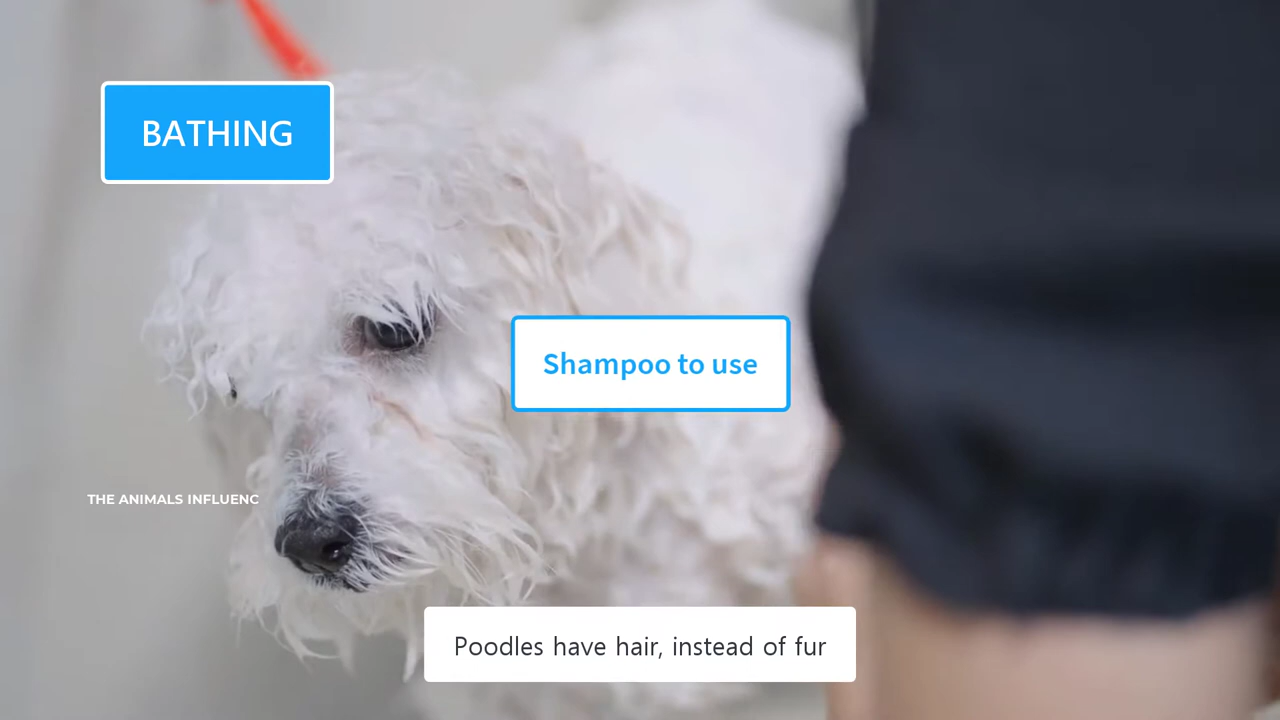 BATHING
Shampoo to use
THE ANIMALS INFLUENC
Poodles have hair, instead of fur